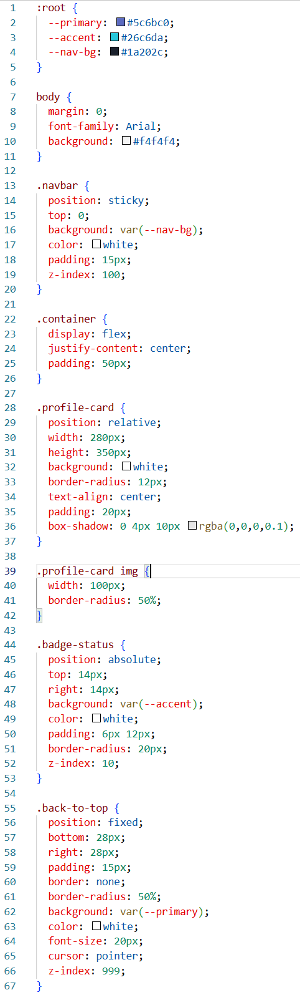 1 :root {
2 --primary: #5c6bc0;
3 --accent: #26c6da;
4 --nav-bg: #1a202c;
5 }
6
7 body {
8 margin: 0;
9 font-family: Arial;
10 background: #f4f4f4;
11 }
12
13 .navbar {
14 position: sticky;
15 top: 0;
16 background: var(--nav-bg);
17 color: white;
18 padding: 15px;
19 z-index: 100;
20 }
21
22 .container {
23 display: flex;
24 justify-content: center;
25 padding: 50px;
26 }
27
28 .profile-card {
29 position: relative;
30 width: 280px;
31 height: 350px;
32 background: white;
33 border-radius: 12px;
34 text-align: center;
35 padding: 20px;
36 box-shadow: 0 4px 10px rgba(0,0,0,0.1);
37 }
38
39 .profile-card img {
40 width: 100px;
41 border-radius: 50%;
42 }
43
44 .badge-status {
45 position: absolute;
46 top: 14px;
47 right: 14px;
48 background: var(--accent);
49 color: white;
50 padding: 6px 12px;
51 border-radius: 20px;
52 z-index: 10;
53 }
54
55 .back-to-top {
56 position: fixed;
57 bottom: 28px;
58 right: 28px;
59 padding: 15px;
60 border: none;
61 border-radius: 50%;
62 background: var(--primary);
63 color: white;
64 font-size: 20px;
65 cursor: pointer;
66 z-index: 999;
67 }